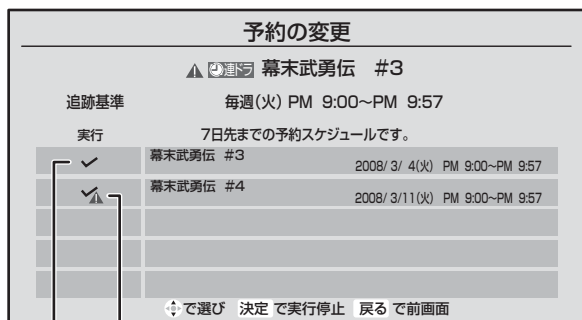 予約の変更
連ドラ 幕末武勇伝 #3
追跡基準 毎週(火) PM 9:00~PM 9:57
実行 7日先までの予約スケジュールです。
幕末武勇伝 #3 2008/ 3/ 4(火) PM 9:00~PM 9:57
幕末武勇伝 #4 2008/ 3/11(火) PM 9:00~PM 9:57
で選び 決定 で実行停止 戻る で前画面